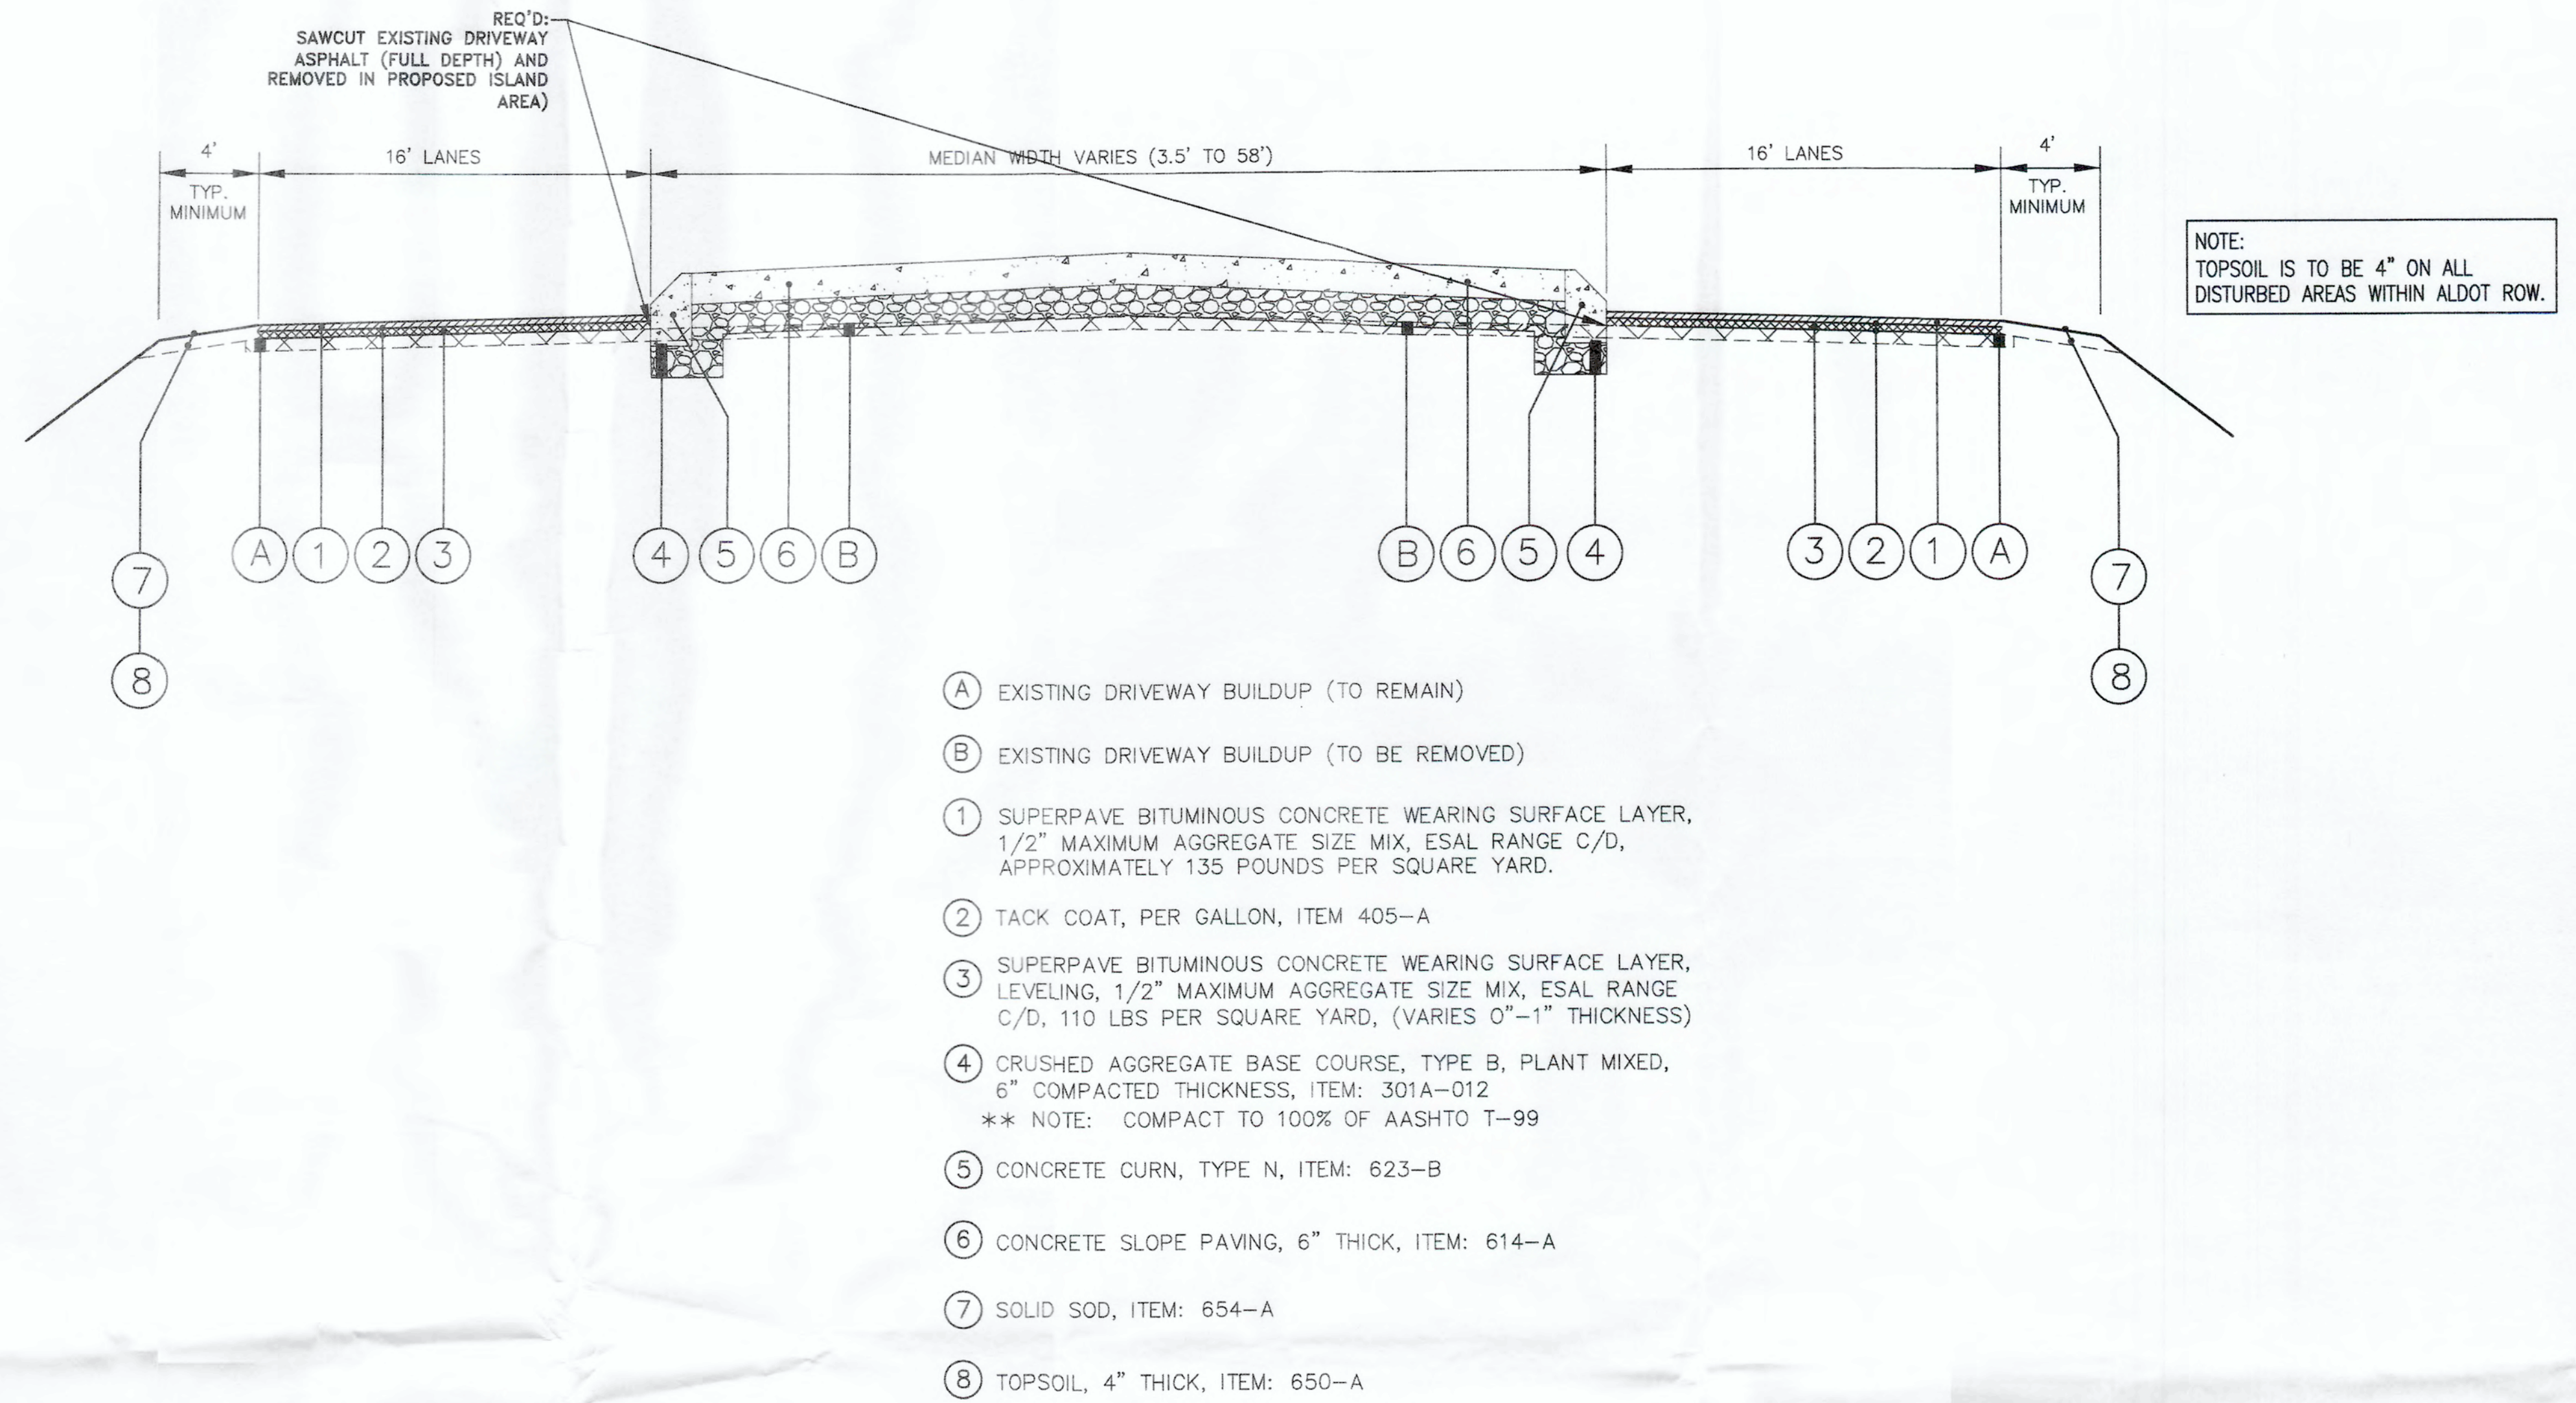 REQ'D:
SAWCUT EXISTING DRIVEWAY
ASPHALT (FULL DEPTH) AND
REMOVED IN PROPOSED ISLAND
AREA)
4'
TYP.
MINIMUM
16' LANES
MEDIAN WIDTH VARIES (3.5' TO 58')
16' LANES
4'
TYP.
MINIMUM
NOTE:
TOPSOIL IS TO BE 4" ON ALL
DISTURBED AREAS WITHIN ALDOT ROW.
A 1 2 3 4 5 6 B B 6 5 4 3 2 1 A
7 7
8 8
A EXISTING DRIVEWAY BUILDUP (TO REMAIN)
B EXISTING DRIVEWAY BUILDUP (TO BE REMOVED)
1 SUPERPAVE BITUMINOUS CONCRETE WEARING SURFACE LAYER,
1/2" MAXIMUM AGGREGATE SIZE MIX, ESAL RANGE C/D,
APPROXIMATELY 135 POUNDS PER SQUARE YARD.
2 TACK COAT, PER GALLON, ITEM 405-A
3 SUPERPAVE BITUMINOUS CONCRETE WEARING SURFACE LAYER,
LEVELING, 1/2" MAXIMUM AGGREGATE SIZE MIX, ESAL RANGE
C/D, 110 LBS PER SQUARE YARD, (VARIES 0"-1" THICKNESS)
4 CRUSHED AGGREGATE BASE COURSE, TYPE B, PLANT MIXED,
6" COMPACTED THICKNESS, ITEM: 301A-012
** NOTE: COMPACT TO 100% OF AASHTO T-99
5 CONCRETE CURN, TYPE N, ITEM: 623-B
6 CONCRETE SLOPE PAVING, 6" THICK, ITEM: 614-A
7 SOLID SOD, ITEM: 654-A
8 TOPSOIL, 4" THICK, ITEM: 650-A